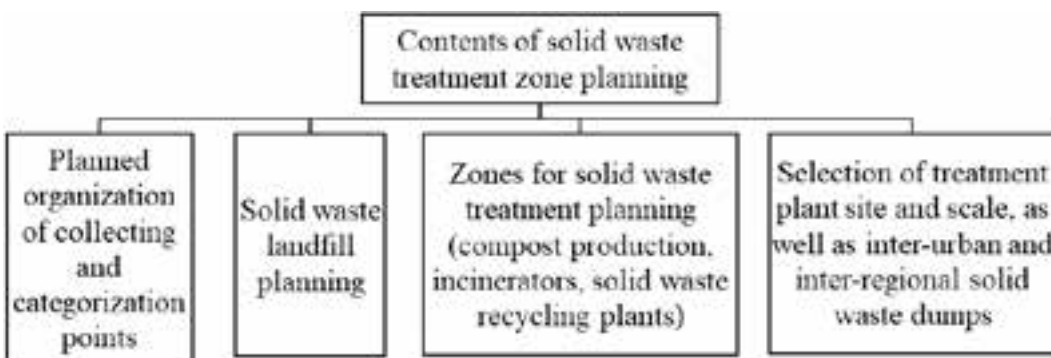 Contents of solid waste
treatment zone planning
Planned
organization
of collecting
and
categorization
points
Solid waste
landfill
planning
Zones for solid waste
treatment planning
(compost production,
incinerators, solid waste
recycling plants)
Selection of treatment
plant site and scale, as
well as inter-urban and
inter-regional solid
waste dumps